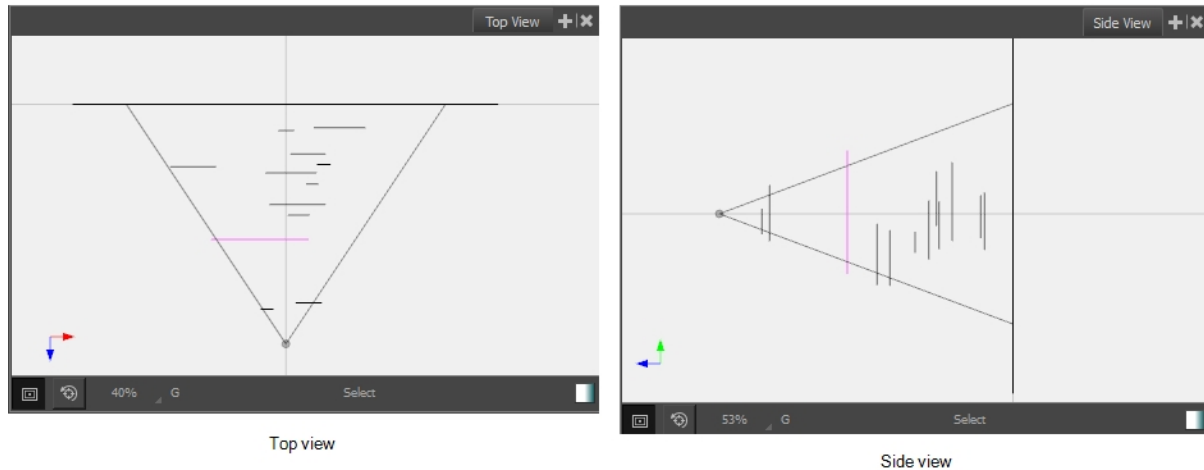 Top View
Side View
40%
G
Select
53%
G
Select
Top view
Side view